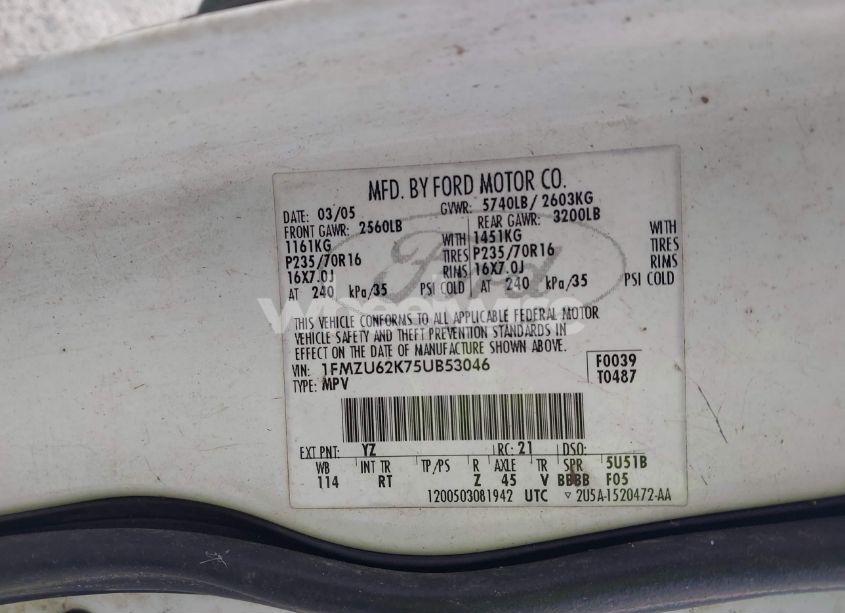 MFD. BY FORD MOTOR CO.
DATE: 03/05 GVWR: 5740LB/ 2603KG
FRONT GAWR: 2560LB REAR GAWR: 3200LB
1161KG WITH 1451KG WITH
P235/70R16 TIRES P235/70R16 TIRES
16X7.0J RIMS 16X7.0J RIMS
AT 240 kPa/35 PSI COLD AT 240 kPa/35 PSI COLD
Ford
THIS VEHICLE CONFORMS TO ALL APPLICABLE FEDERAL MOTOR
VEHICLE SAFETY AND THEFT PREVENTION STANDARDS IN
EFFECT ON THE DATE OF MANUFACTURE SHOWN ABOVE.
VIN: 1FMZU62K75UB53046 F0039
TYPE: MPV T0487
EXT PNT: YZ RC: 21 DSO:
WB INT TR TP/PS R AXLE TR SPR 5U51B
114 RT Z 45 V BBBB F05
1200503081942 UTC ▽ 2U5A-1520472-AA